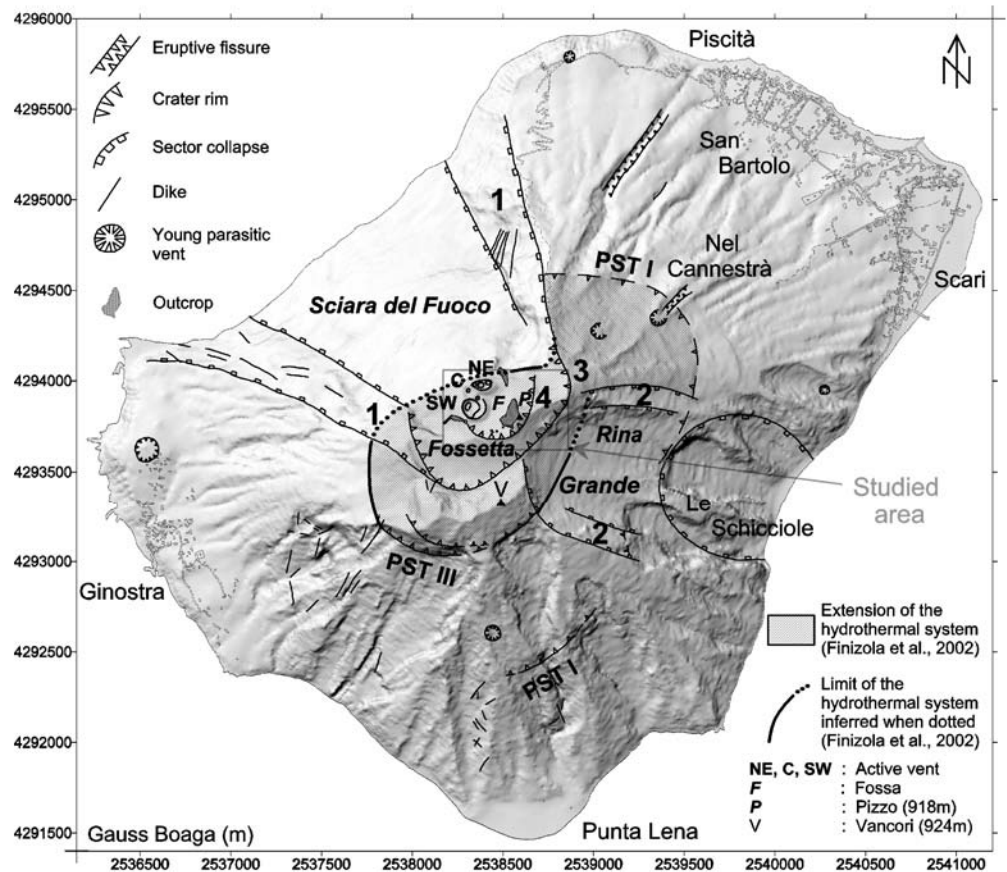 4296000
4295500
4295000
4294500
4294000
4293500
4293000
4292500
4292000
4291500
Eruptive fissure
Crater rim
Sector collapse
Dike
Young parasitic
vent
Outcrop
Piscità
N
San
Bartolo
1
Nel
Cannestrà
PST I
Scari
Sciara del Fuoco
NE
3
C
SW
F
P
4
2
1
Fossetta
Rina
V
Grande
Studied
area
Le
Schicciole
2
PST III
Ginostra
PST I
Extension of the
hydrothermal system
(Finizola et al., 2002)
Limit of the
hydrothermal system
inferred when dotted
(Finizola et al., 2002)
NE, C, SW : Active vent
F : Fossa
P : Pizzo (918m)
V : Vancori (924m)
Gauss Boaga (m)
Punta Lena
2536500 2537000 2537500 2538000 2538500 2539000 2539500 2540000 2540500 2541000